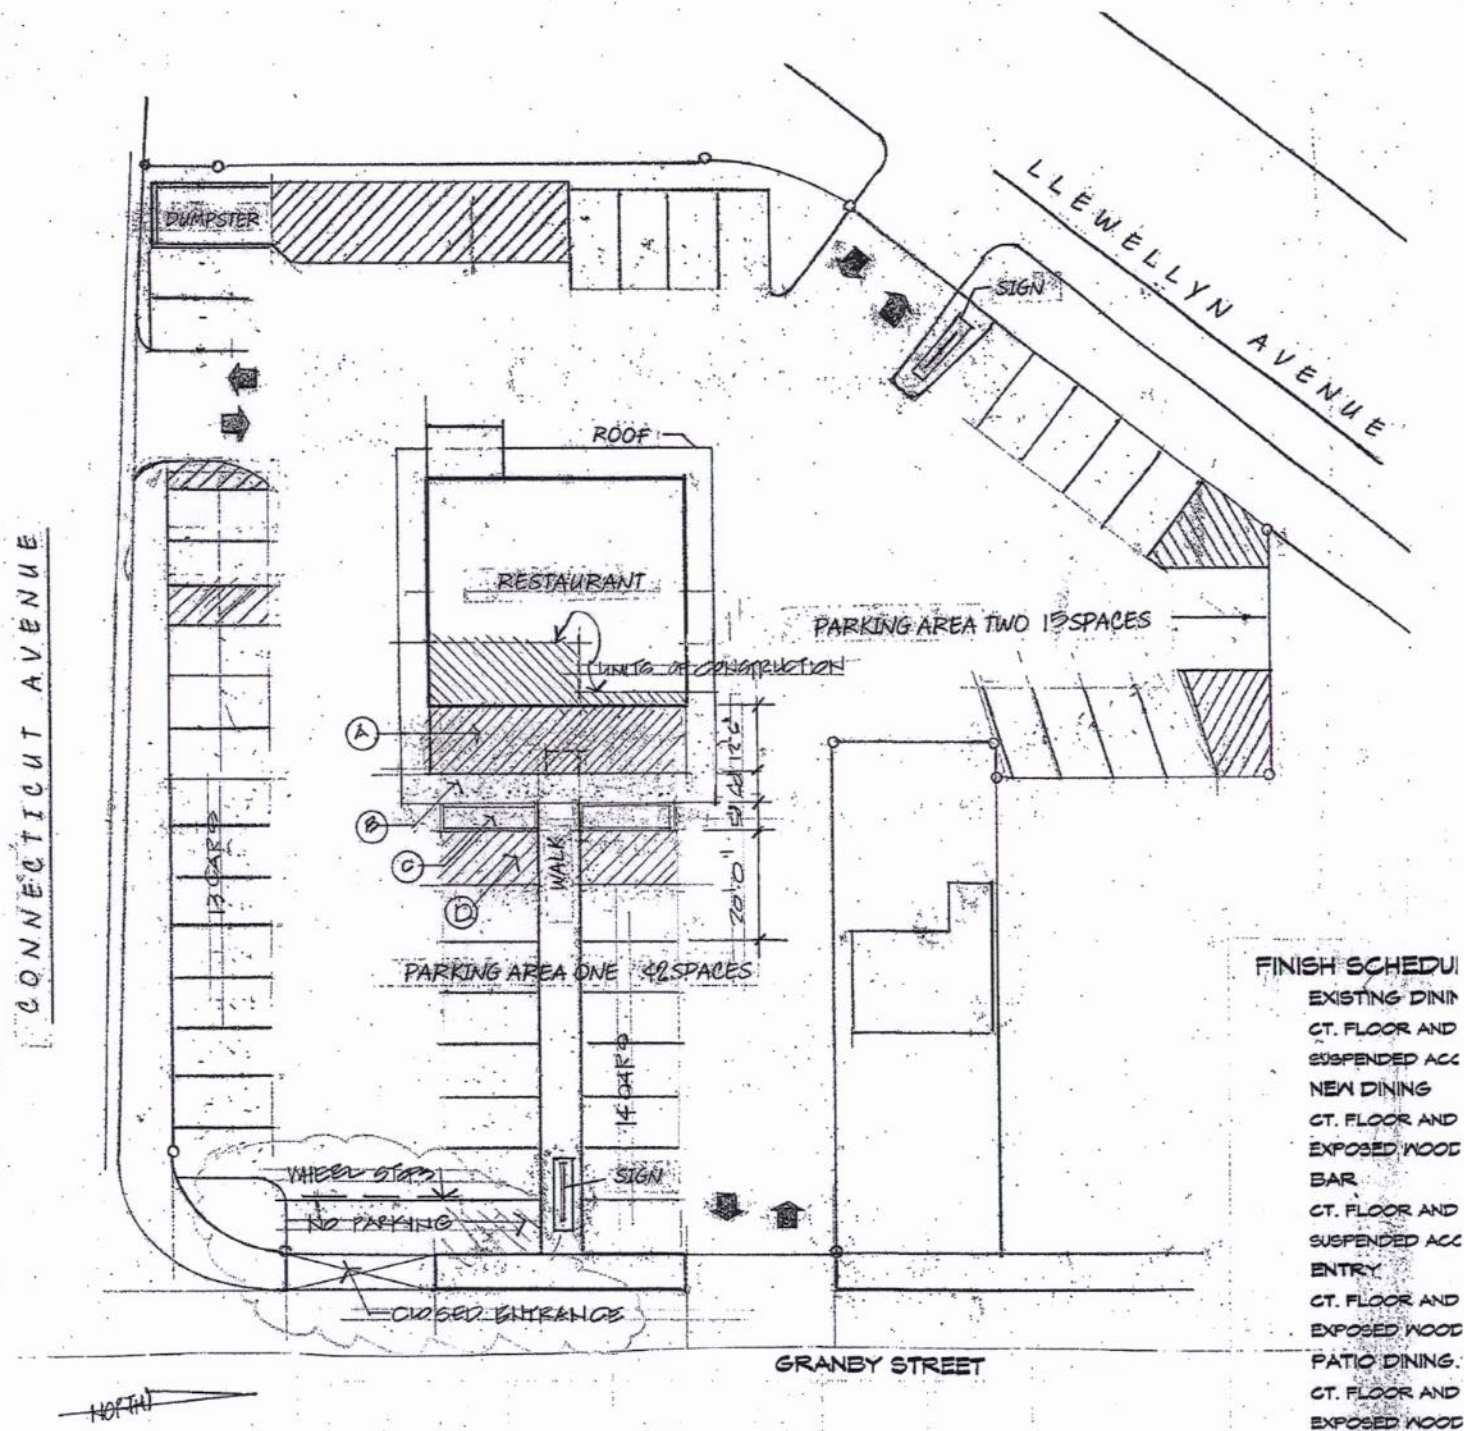 LLEWELLYN AVENUE
DUMPSTER
SIGN
ROOF
CONNECTICUT AVENUE
RESTAURANT
PARKING AREA TWO 15 SPACES
LIMITS OF CONSTRUCTION
A
B
C
D
WALK
20'-0"
13 CARS
PARKING AREA ONE 42 SPACES
14 CARS
WHEEL STOPS
SIGN
NO PARKING
CLOSED ENTRANCE
GRANBY STREET
NORTH
FINISH SCHEDU
EXISTING DININ
CT. FLOOR AND
SUSPENDED ACC
NEW DINING
CT. FLOOR AND
EXPOSED WOOD
BAR
CT. FLOOR AND
SUSPENDED ACC
ENTRY
CT. FLOOR AND
EXPOSED WOOD
PATIO DINING.
CT. FLOOR AND
EXPOSED WOOD